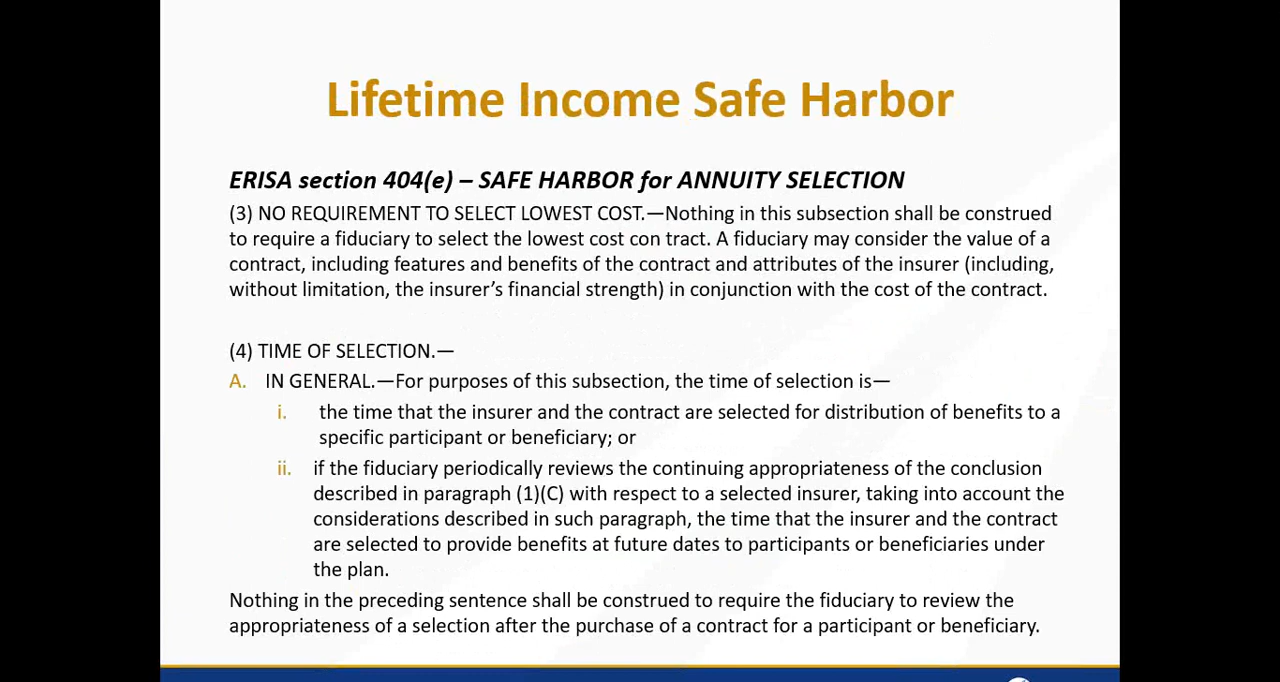 Lifetime Income Safe Harbor
ERISA section 404(e) – SAFE HARBOR for ANNUITY SELECTION
(3) NO REQUIREMENT TO SELECT LOWEST COST.—Nothing in this subsection shall be construed
to require a fiduciary to select the lowest cost con tract. A fiduciary may consider the value of a
contract, including features and benefits of the contract and attributes of the insurer (including,
without limitation, the insurer’s financial strength) in conjunction with the cost of the contract.
(4) TIME OF SELECTION.—
A. IN GENERAL.—For purposes of this subsection, the time of selection is—
i. the time that the insurer and the contract are selected for distribution of benefits to a
specific participant or beneficiary; or
ii. if the fiduciary periodically reviews the continuing appropriateness of the conclusion
described in paragraph (1)(C) with respect to a selected insurer, taking into account the
considerations described in such paragraph, the time that the insurer and the contract
are selected to provide benefits at future dates to participants or beneficiaries under
the plan.
Nothing in the preceding sentence shall be construed to require the fiduciary to review the
appropriateness of a selection after the purchase of a contract for a participant or beneficiary.